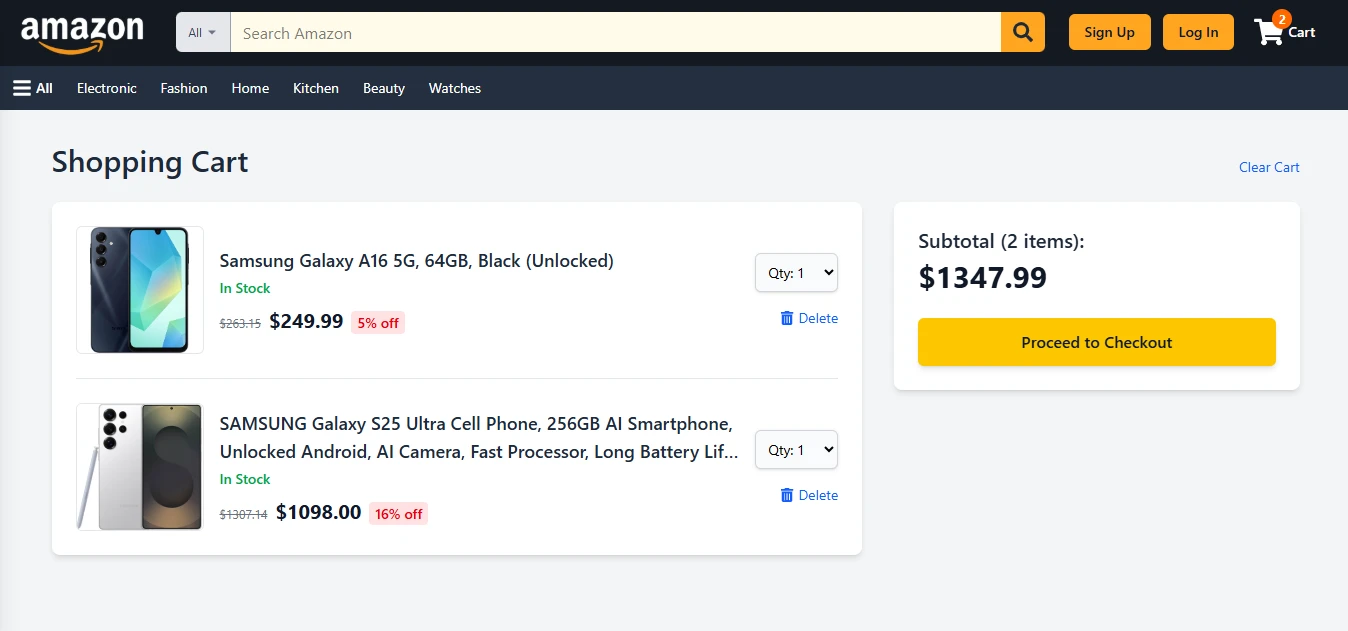 amazon
All
Search Amazon
Sign Up
Log In
2
Cart
All
Electronic
Fashion
Home
Kitchen
Beauty
Watches
Shopping Cart
Clear Cart
Samsung Galaxy A16 5G, 64GB, Black (Unlocked)
In Stock
$263.15 $249.99 5% off
Qty: 1
Delete
SAMSUNG Galaxy S25 Ultra Cell Phone, 256GB AI Smartphone,
Unlocked Android, AI Camera, Fast Processor, Long Battery Lif...
In Stock
$1307.14 $1098.00 16% off
Qty: 1
Delete
Subtotal (2 items):
$1347.99
Proceed to Checkout